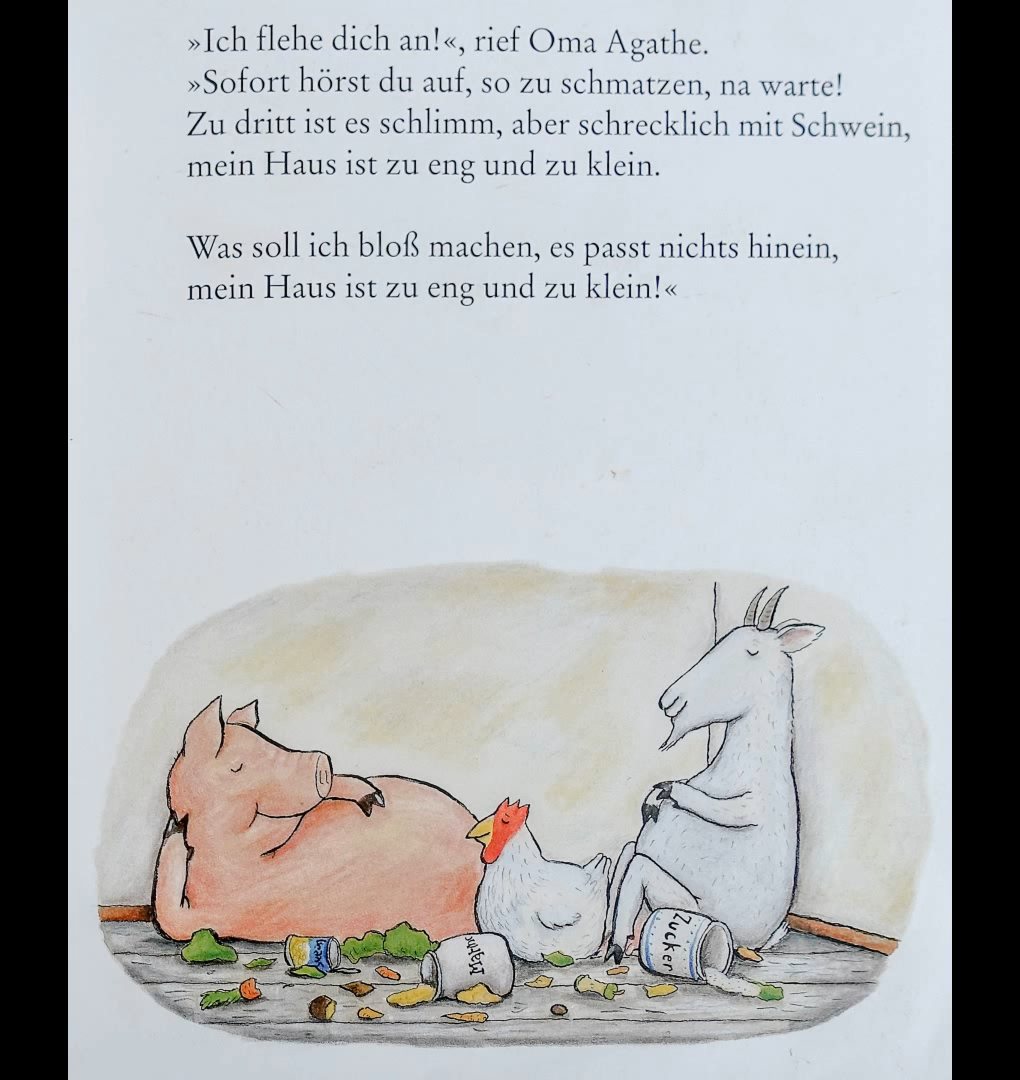 »Ich flehe dich an!«, rief Oma Agathe.
»Sofort hörst du auf, so zu schmatzen, na warte!
Zu dritt ist es schlimm, aber schrecklich mit Schwein,
mein Haus ist zu eng und zu klein.
Was soll ich bloß machen, es passt nichts hinein,
mein Haus ist zu eng und zu klein!«
Zucker